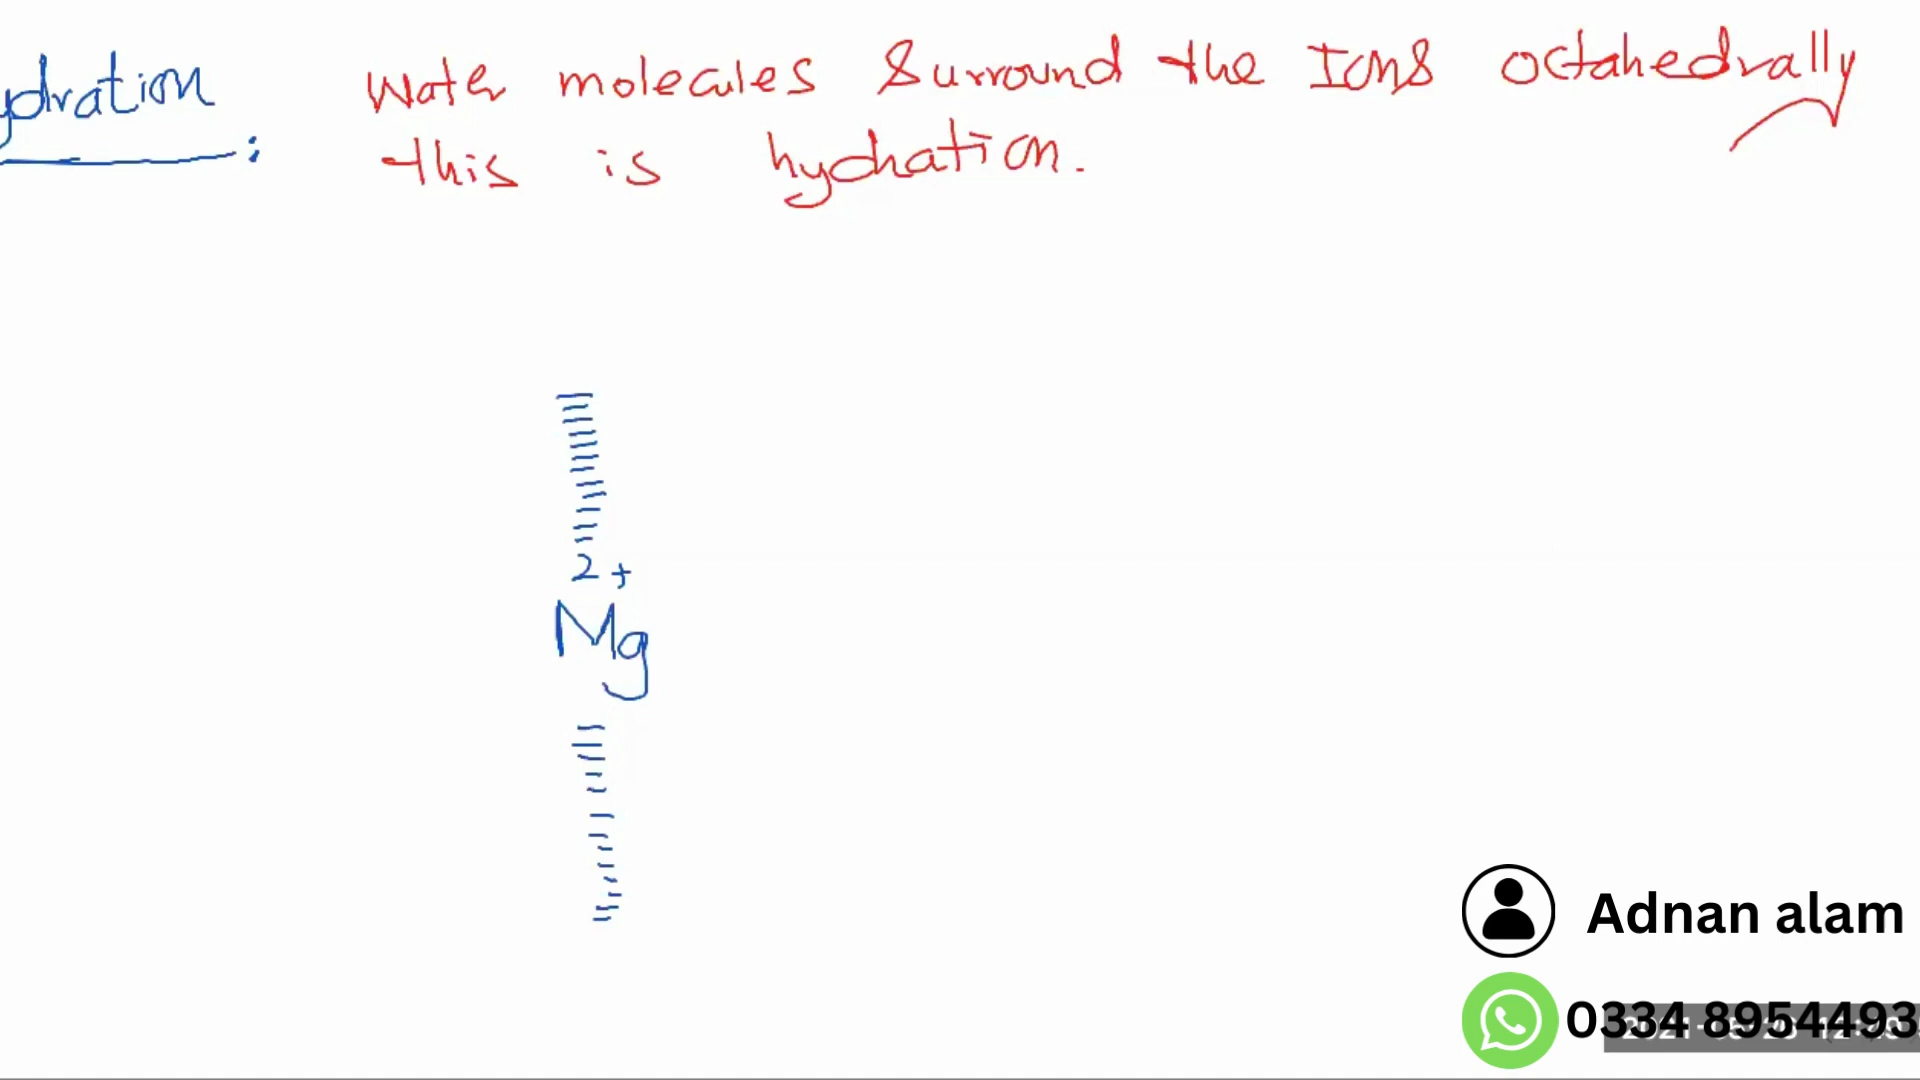 ydration : Water molecules surround the Ions octahedrally
this is hydration.
2+
Mg
Adnan alam
0334 8954493